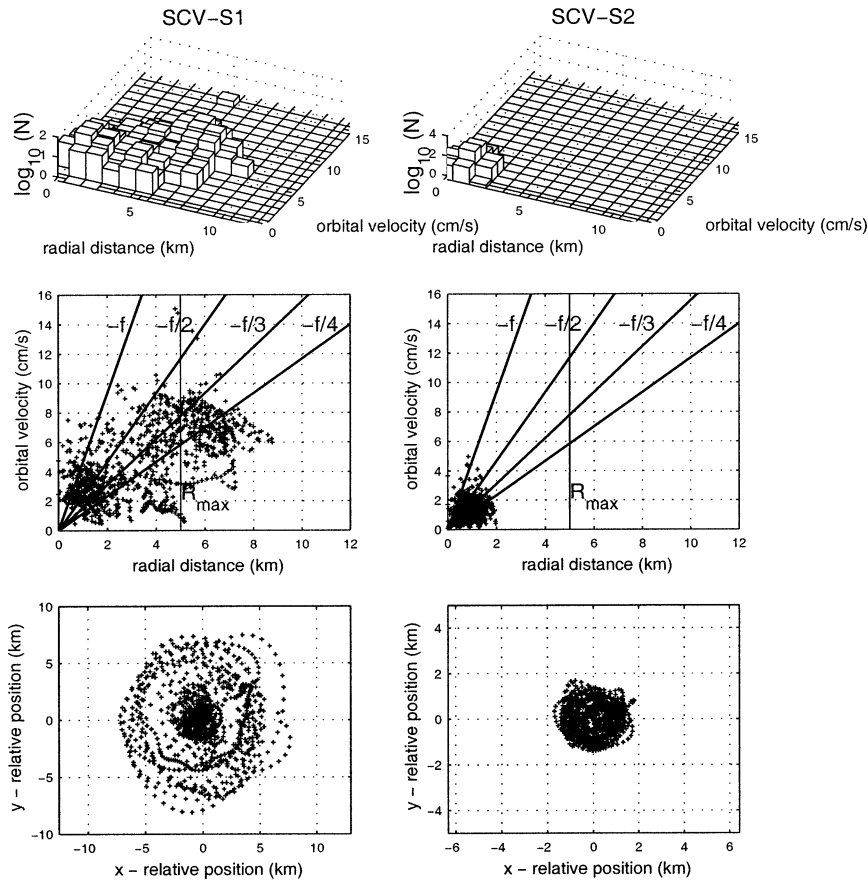 SCV−S1
SCV−S2
log10 (N)
2
1
0
0
5
10
0
5
10
15
orbital velocity (cm/s)
radial distance (km)
log10 (N)
4
2
0
0
5
10
0
5
10
15
orbital velocity (cm/s)
radial distance (km)
orbital velocity (cm/s)
16
14
12
10
8
6
4
2
0
−f
−f/2
−f/3
−f/4
Rmax
0 2 4 6 8 10 12
radial distance (km)
orbital velocity (cm/s)
16
14
12
10
8
6
4
2
0
−f
−f/2
−f/3
−f/4
Rmax
0 2 4 6 8 10 12
radial distance (km)
y − relative position (km)
10
5
0
−5
−10
−10 −5 0 5 10
x − relative position (km)
y − relative position (km)
4
2
0
−2
−4
−6 −4 −2 0 2 4 6
x − relative position (km)